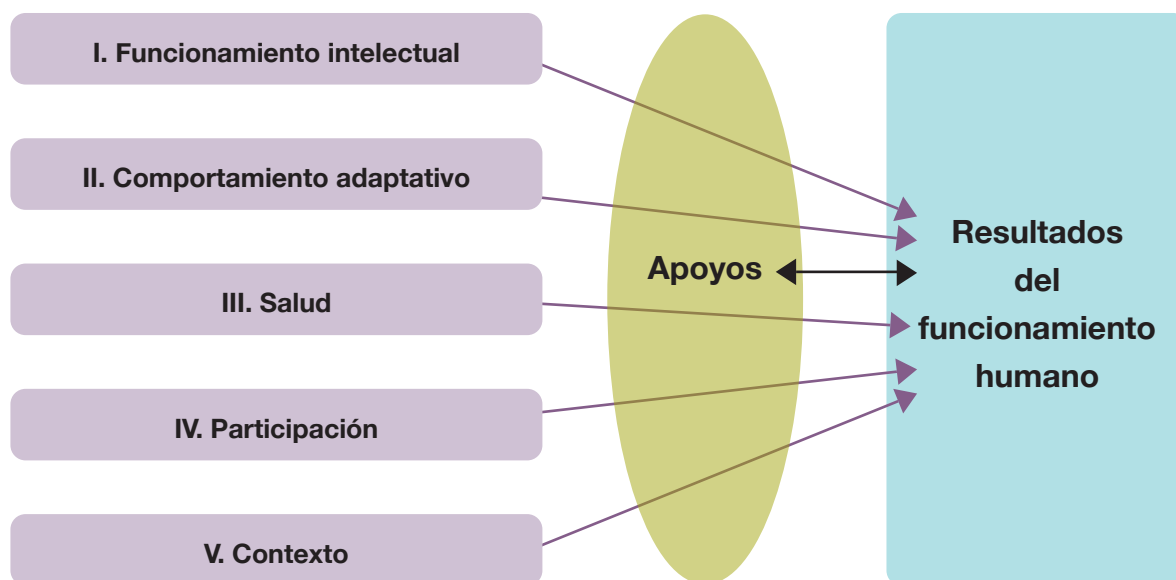 I. Funcionamiento intelectual
II. Comportamiento adaptativo
III. Salud
IV. Participación
V. Contexto
Apoyos
Resultados
del
funcionamiento
humano